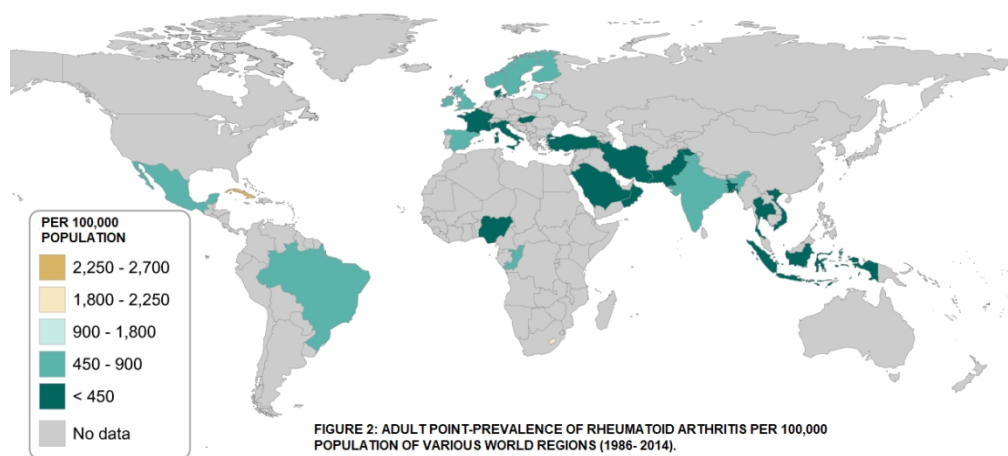 PER 100,000
POPULATION
2,250 - 2,700
1,800 - 2,250
900 - 1,800
450 - 900
< 450
No data
FIGURE 2: ADULT POINT-PREVALENCE OF RHEUMATOID ARTHRITIS PER 100,000
POPULATION OF VARIOUS WORLD REGIONS (1986- 2014).